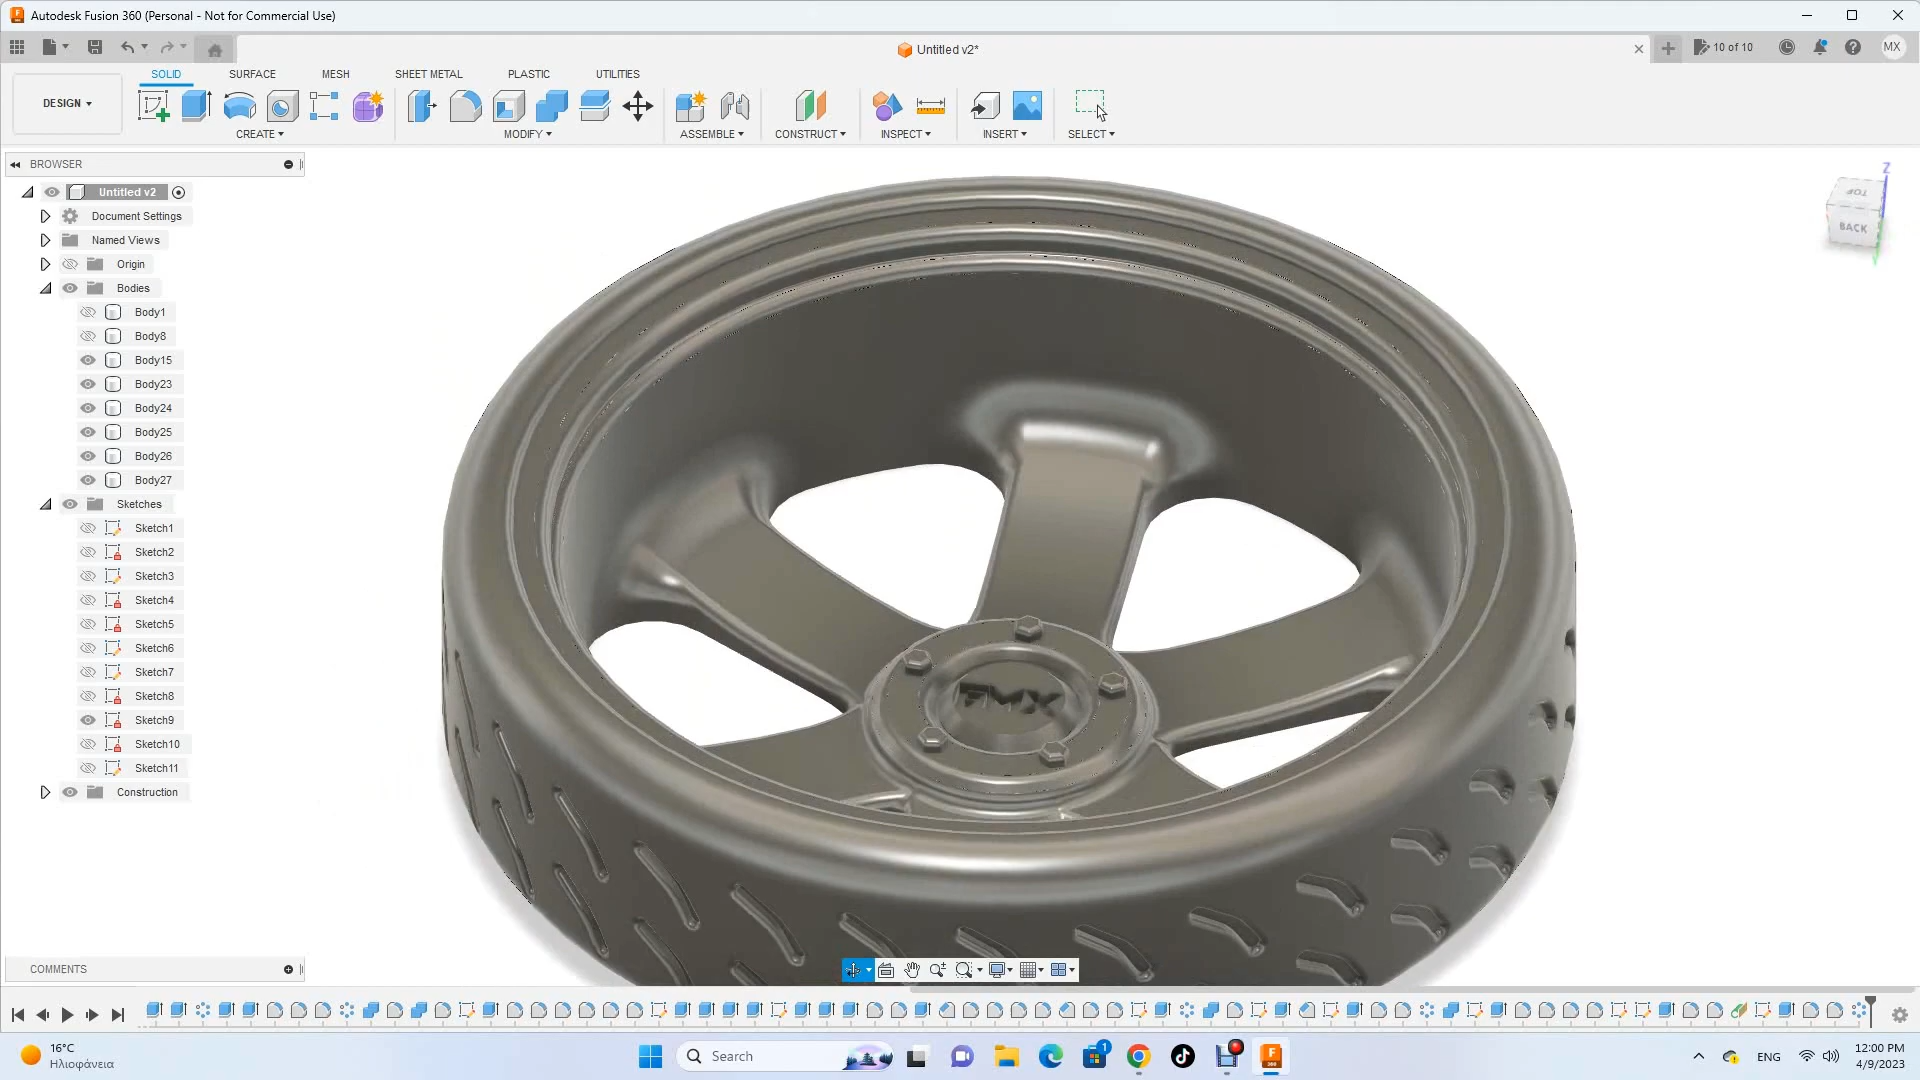 Autodesk Fusion 360 (Personal - Not for Commercial Use)
Untitled v2*
10 of 10
MX
DESIGN
SOLID
SURFACE
MESH
SHEET METAL
PLASTIC
UTILITIES
CREATE
MODIFY
ASSEMBLE
CONSTRUCT
INSPECT
INSERT
SELECT
BROWSER
Untitled v2
Document Settings
Named Views
Origin
Bodies
Body1
Body8
Body15
Body23
Body24
Body25
Body26
Body27
Sketches
Sketch1
Sketch2
Sketch3
Sketch4
Sketch5
Sketch6
Sketch7
Sketch8
Sketch9
Sketch10
Sketch11
Construction
Z
TOP
BACK
Y
FMX
COMMENTS
16°C
Ηλιοφάνεια
Search
1
F
360
ENG
12:00 PM
4/9/2023